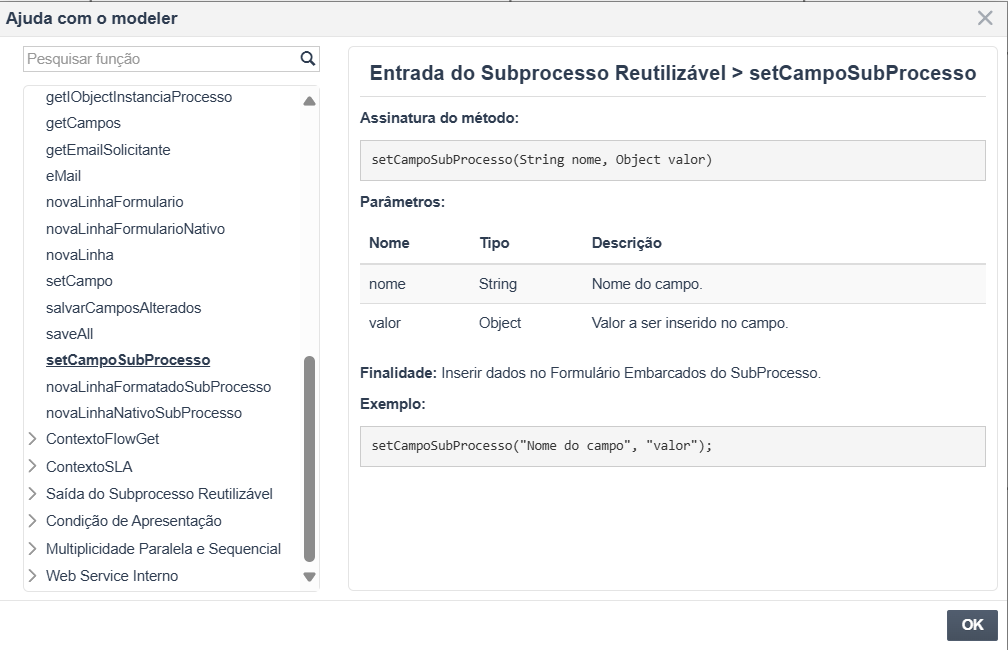 Ajuda com o modeler
Pesquisar função
getIObjectInstanciaProcesso
getCampos
getEmailSolicitante
eMail
novaLinhaFormulario
novaLinhaFormularioNativo
novaLinha
setCampo
salvarCamposAlterados
saveAll
setCampoSubProcesso
novaLinhaFormatadoSubProcesso
novaLinhaNativoSubProcesso
ContextoFlowGet
ContextoSLA
Saída do Subprocesso Reutilizável
Condição de Apresentação
Multiplicidade Paralela e Sequencial
Web Service Interno
Entrada do Subprocesso Reutilizável > setCampoSubProcesso
Assinatura do método:
setCampoSubProcesso(String nome, Object valor)
Parâmetros:
Nome Tipo Descrição
nome String Nome do campo.
valor Object Valor a ser inserido no campo.
Finalidade: Inserir dados no Formulário Embarcados do SubProcesso.
Exemplo:
setCampoSubProcesso("Nome do campo", "valor");
OK